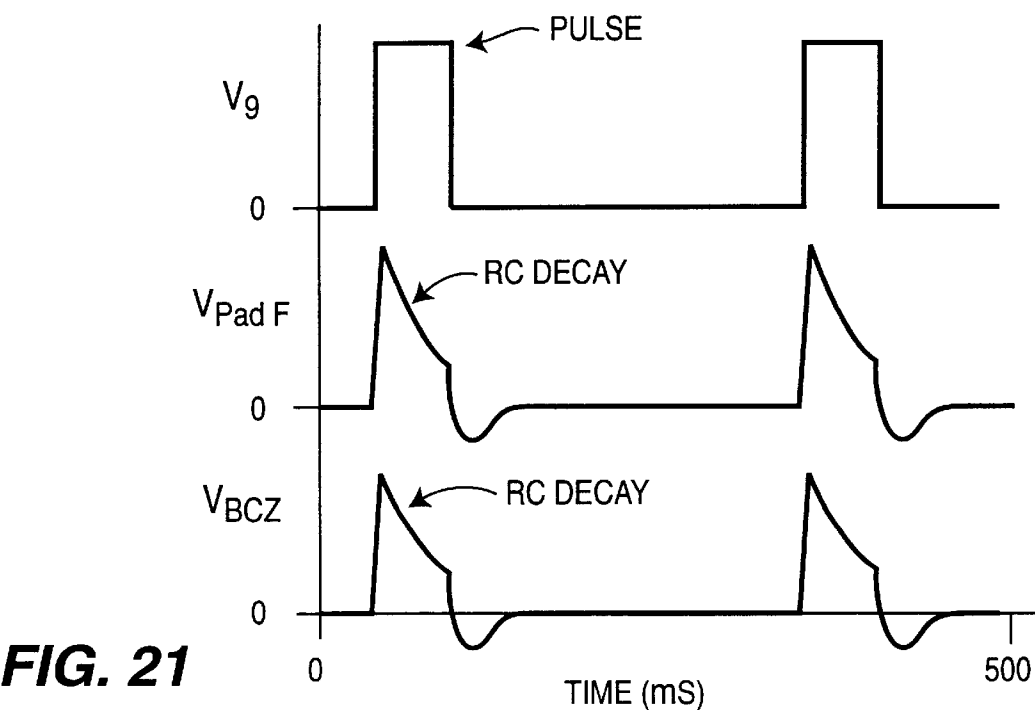 PULSE
V9
0
RC DECAY
VPad F
0
RC DECAY
VBCZ
0
FIG. 21
0
500
TIME (mS)